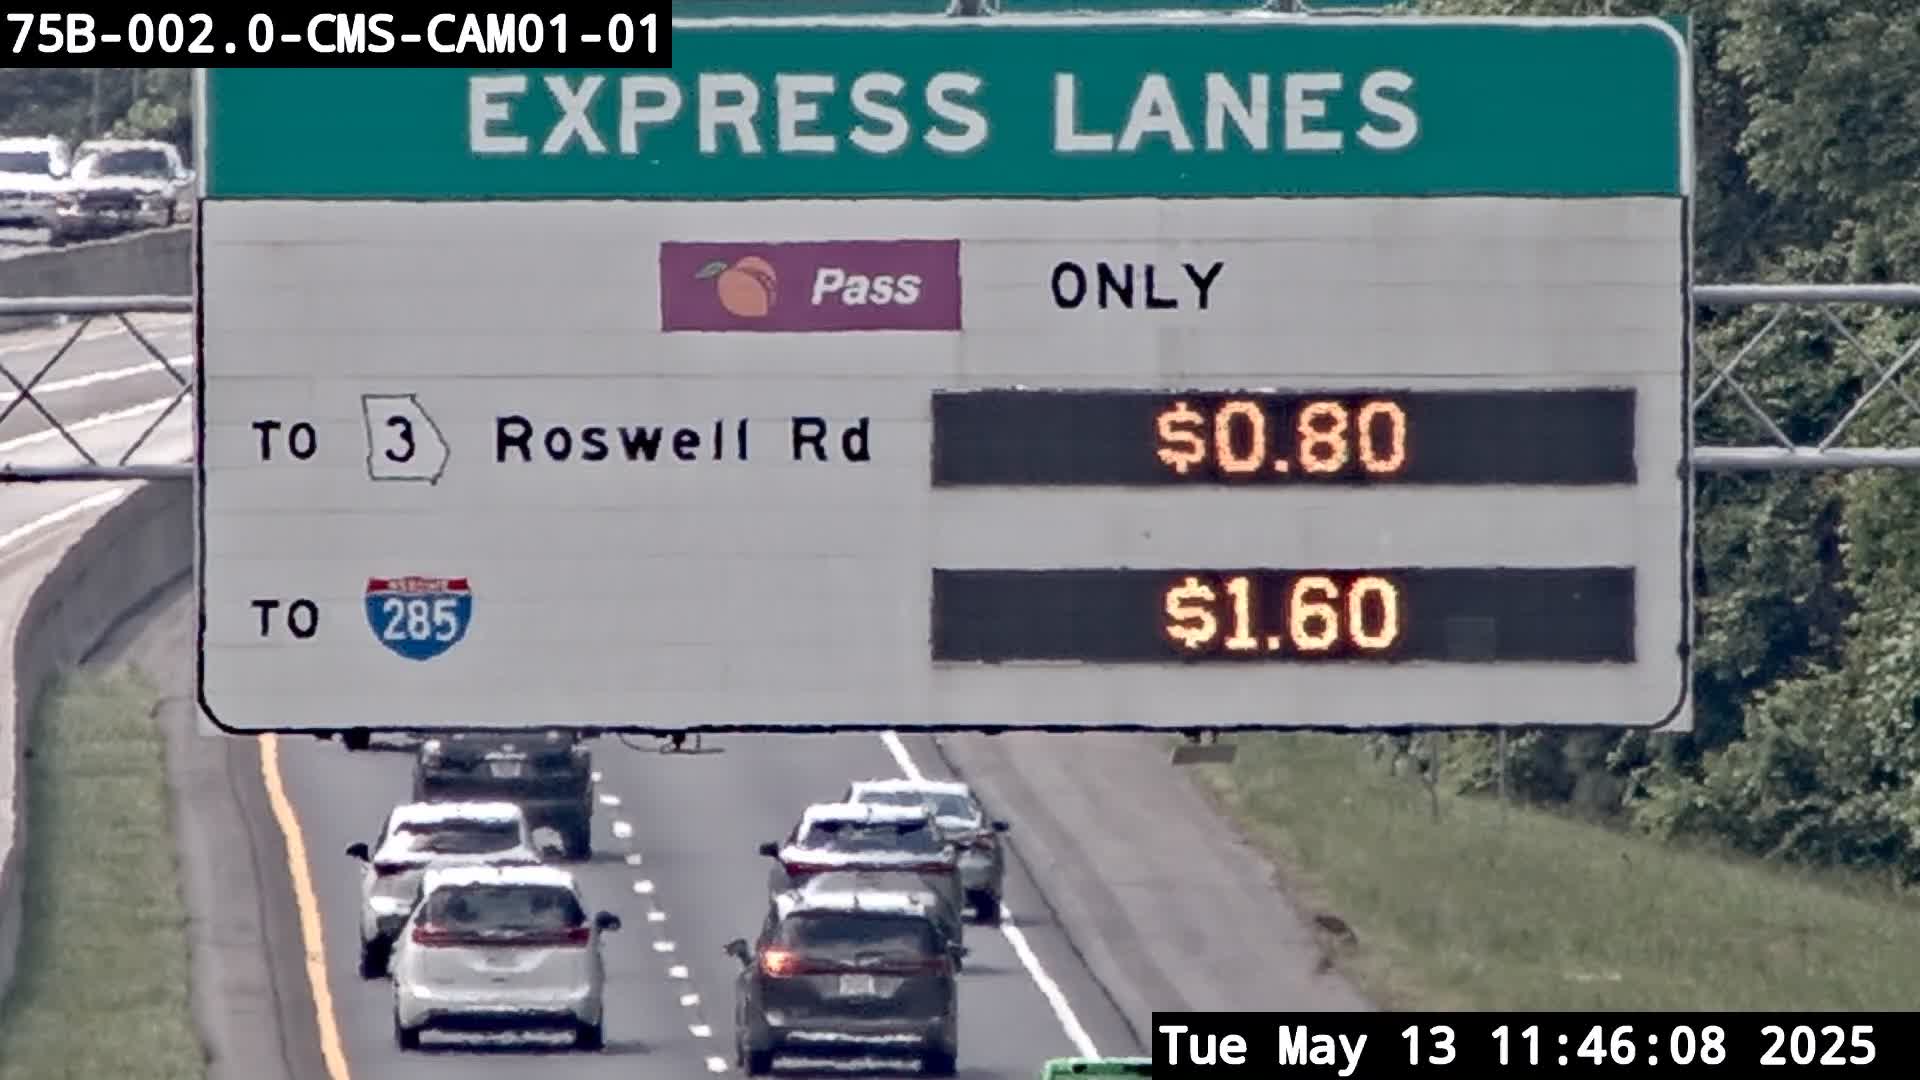 75B-002.0-CMS-CAM01-01
EXPRESS LANES
Pass ONLY
TO 3 Roswell Rd $0.80
TO 285 $1.60
Tue May 13 11:46:08 2025